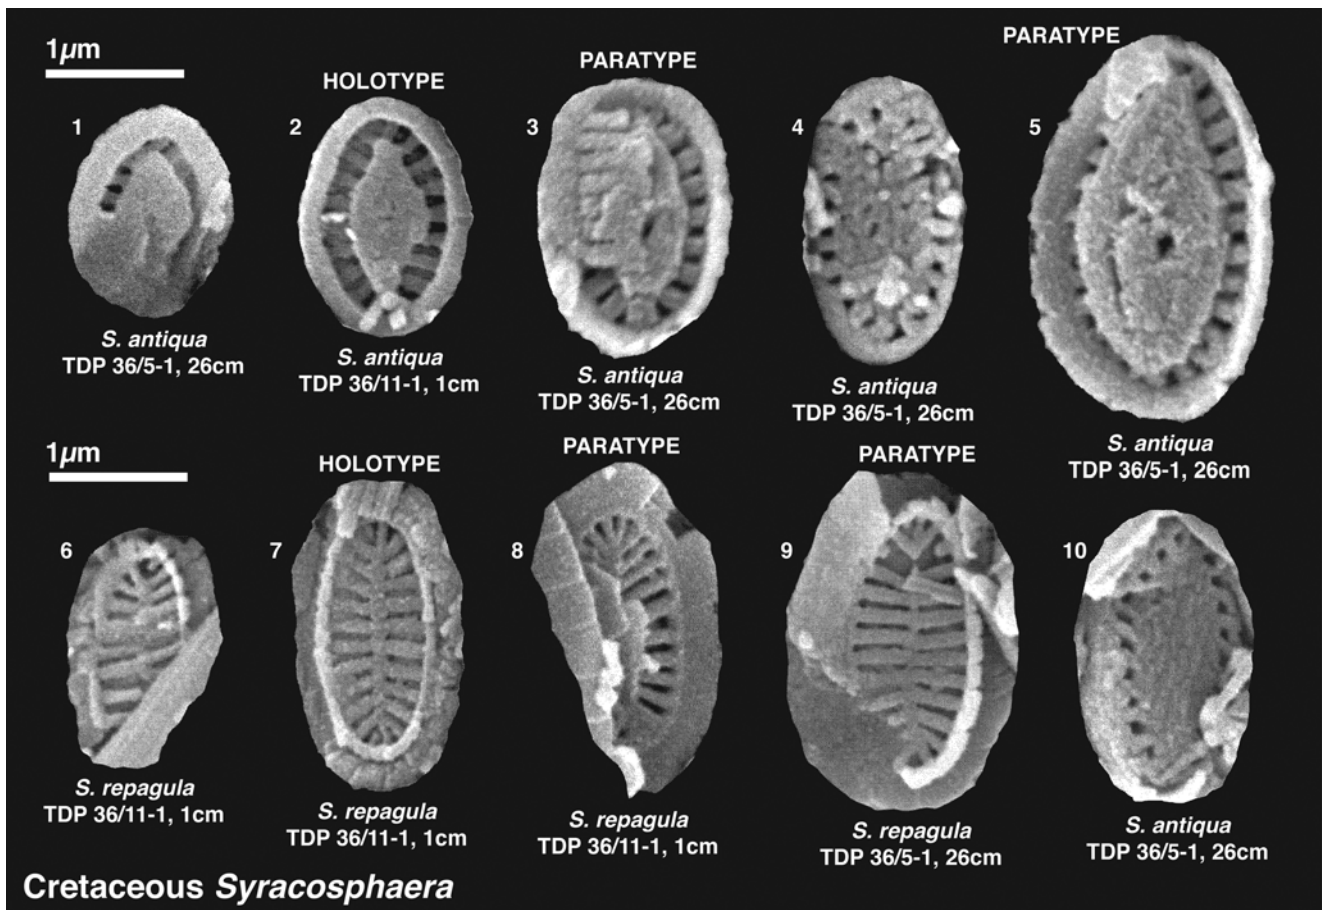 1μm
HOLOTYPE
PARATYPE
PARATYPE
1
2
3
4
5
S. antiqua
TDP 36/5-1, 26cm
S. antiqua
TDP 36/11-1, 1cm
S. antiqua
TDP 36/5-1, 26cm
S. antiqua
TDP 36/5-1, 26cm
S. antiqua
TDP 36/5-1, 26cm
1μm
HOLOTYPE
PARATYPE
PARATYPE
6
7
8
9
10
S. repagula
TDP 36/11-1, 1cm
S. repagula
TDP 36/11-1, 1cm
S. repagula
TDP 36/11-1, 1cm
S. repagula
TDP 36/5-1, 26cm
S. antiqua
TDP 36/5-1, 26cm
Cretaceous Syracosphaera